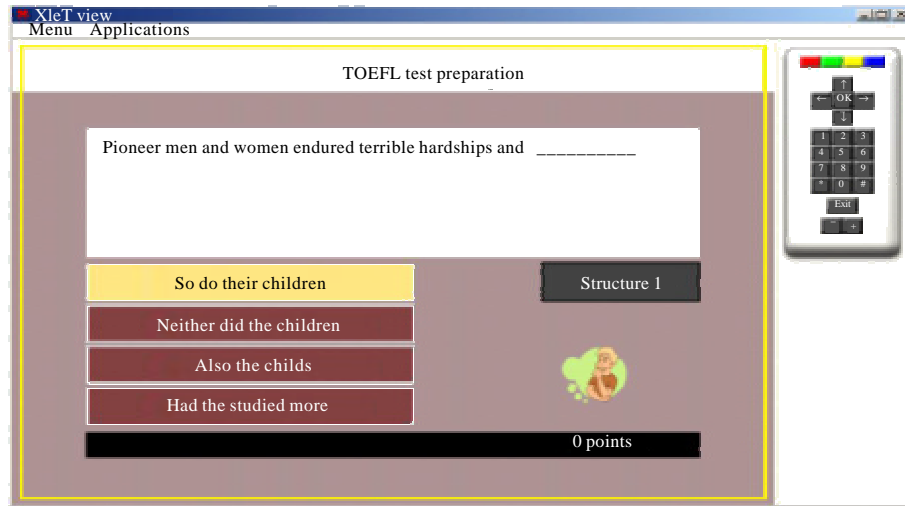 XleT view
Menu Applications
TOEFL test preparation
Pioneer men and women endured terrible hardships and __________
So do their children
Structure 1
Neither did the children
Also the childs
Had the studied more
0 points
↑
← OK →
↓
1 2 3
4 5 6
7 8 9
* 0 #
Exit
- +